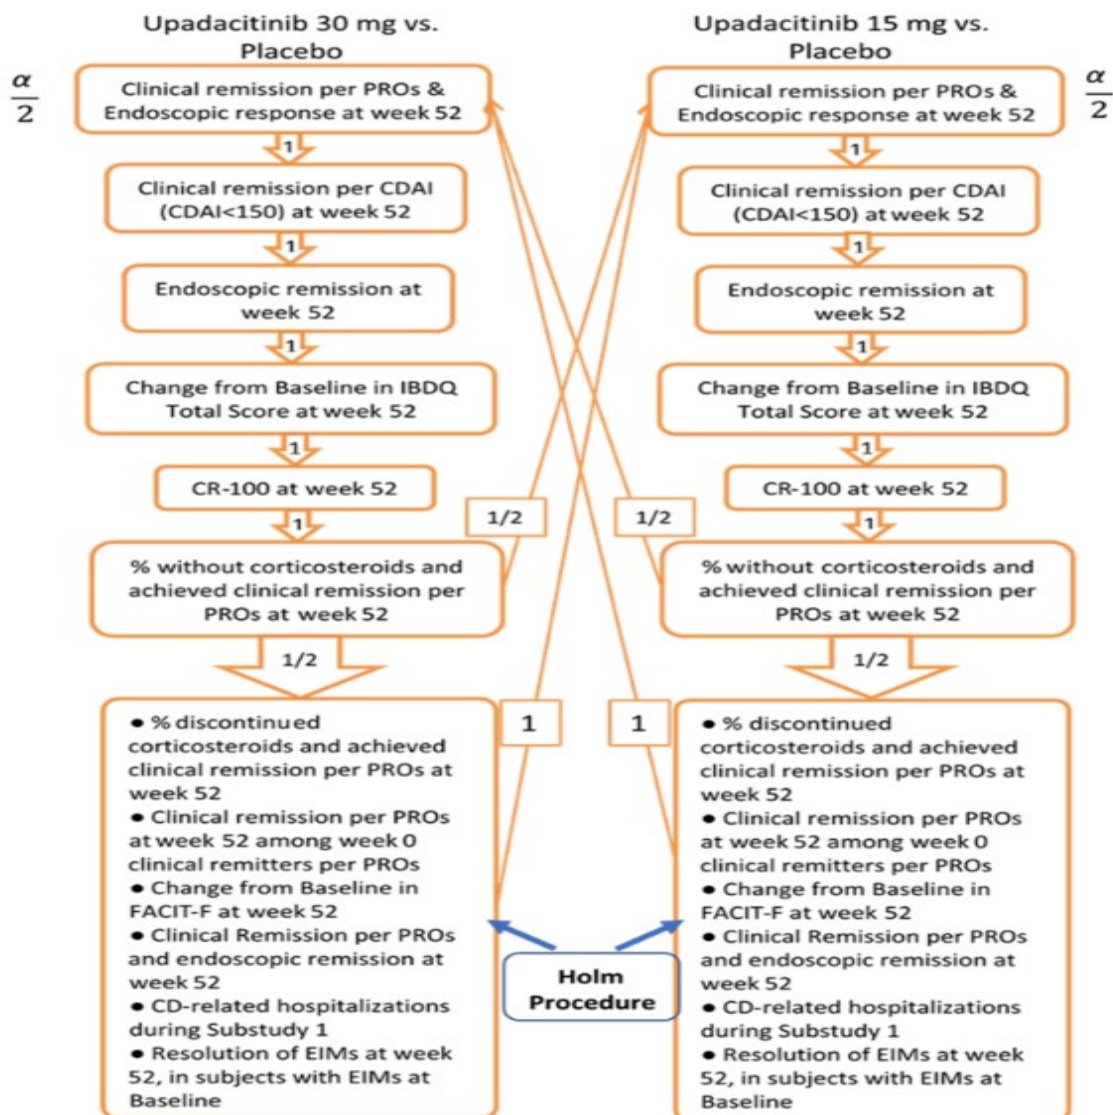 Upadacitinib 30 mg vs.
Placebo
α
2
Clinical remission per PROs &
Endoscopic response at week 52
1
Clinical remission per CDAI
(CDAI<150) at week 52
1
Endoscopic remission at
week 52
1
Change from Baseline in IBDQ
Total Score at week 52
1
CR-100 at week 52
1
% without corticosteroids and
achieved clinical remission per
PROs at week 52
1/2
1/2
● % discontinued
corticosteroids and achieved
clinical remission per PROs at
week 52
● Clinical remission per PROs
at week 52 among week 0
clinical remitters per PROs
● Change from Baseline in
FACIT-F at week 52
● Clinical Remission per PROs
and endoscopic remission at
week 52
● CD-related hospitalizations
during Substudy 1
● Resolution of EIMs at week
52, in subjects with EIMs at
Baseline
1
Holm
Procedure
Upadacitinib 15 mg vs.
Placebo
α
2
Clinical remission per PROs &
Endoscopic response at week 52
1
Clinical remission per CDAI
(CDAI<150) at week 52
1
Endoscopic remission at
week 52
1
Change from Baseline in IBDQ
Total Score at week 52
1
CR-100 at week 52
1
% without corticosteroids and
achieved clinical remission per
PROs at week 52
1/2
1/2
● % discontinued
corticosteroids and achieved
clinical remission per PROs at
week 52
● Clinical remission per PROs
at week 52 among week 0
clinical remitters per PROs
● Change from Baseline in
FACIT-F at week 52
● Clinical Remission per PROs
and endoscopic remission at
week 52
● CD-related hospitalizations
during Substudy 1
● Resolution of EIMs at week
52, in subjects with EIMs at
Baseline
1